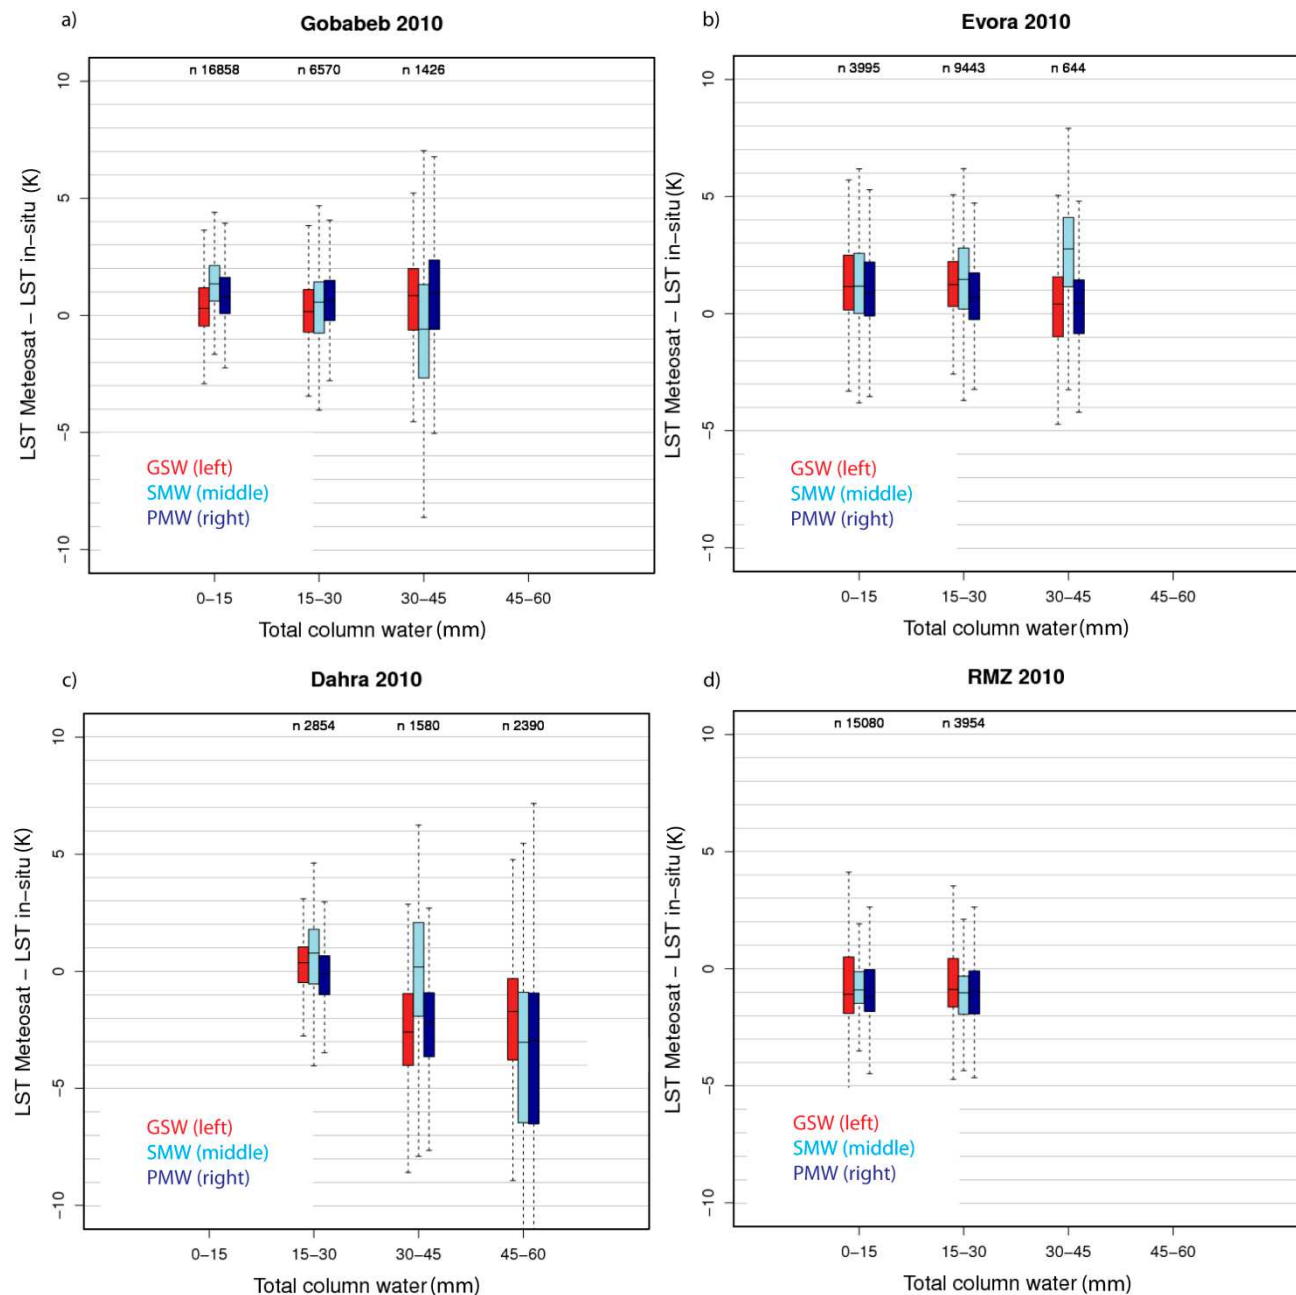 a)
Gobabeb 2010
n 16858 n 6570 n 1426
LST Meteosat − LST in−situ (K)
10
5
0
−5
−10
GSW (left)
SMW (middle)
PMW (right)
0−15 15−30 30−45 45−60
Total column water (mm)
b)
Evora 2010
n 3995 n 9443 n 644
LST Meteosat − LST in−situ (K)
10
5
0
−5
−10
GSW (left)
SMW (middle)
PMW (right)
0−15 15−30 30−45 45−60
Total column water (mm)
c)
Dahra 2010
n 2854 n 1580 n 2390
LST Meteosat − LST in−situ (K)
10
5
0
−5
−10
GSW (left)
SMW (middle)
PMW (right)
0−15 15−30 30−45 45−60
Total column water (mm)
d)
RMZ 2010
n 15080 n 3954
LST Meteosat − LST in−situ (K)
10
5
0
−5
−10
GSW (left)
SMW (middle)
PMW (right)
0−15 15−30 30−45 45−60
Total column water (mm)